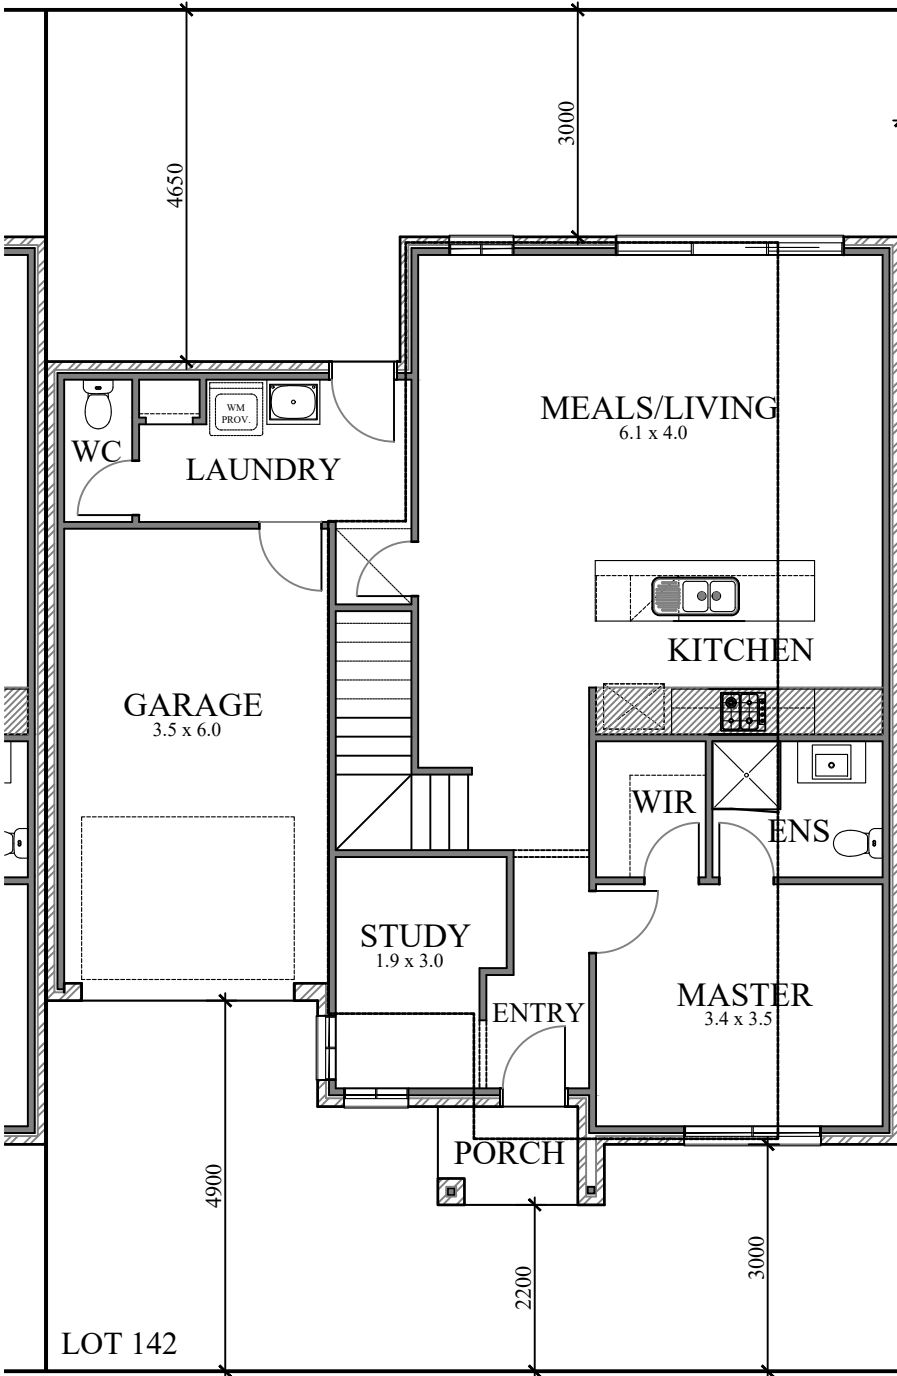 3000
4650
MEALS/LIVING
6.1 x 4.0
WM
PROV.
WC
LAUNDRY
KITCHEN
GARAGE
3.5 x 6.0
WIR
ENS
STUDY
1.9 x 3.0
MASTER
3.4 x 3.5
ENTRY
PORCH
4900
2200
3000
LOT 142